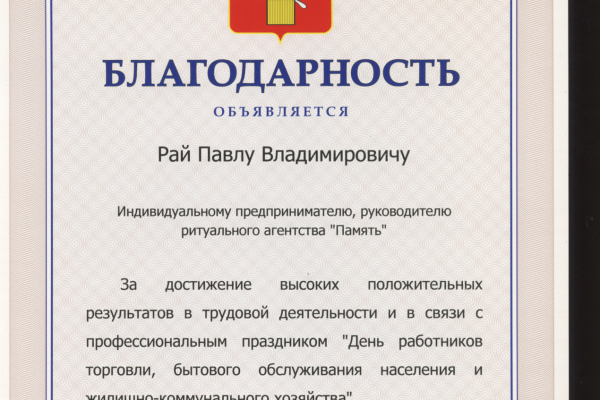 БЛАГОДАРНОСТЬ
ОБЪЯВЛЯЕТСЯ
Рай Павлу Владимировичу
Индивидуальному предпринимателю, руководителю
ритуального агентства "Память"
За достижение высоких положительных
результатов в трудовой деятельности и в связи с
профессиональным праздником "День работников
торговли, бытового обслуживания населения и
жилищно-коммунального хозяйства"